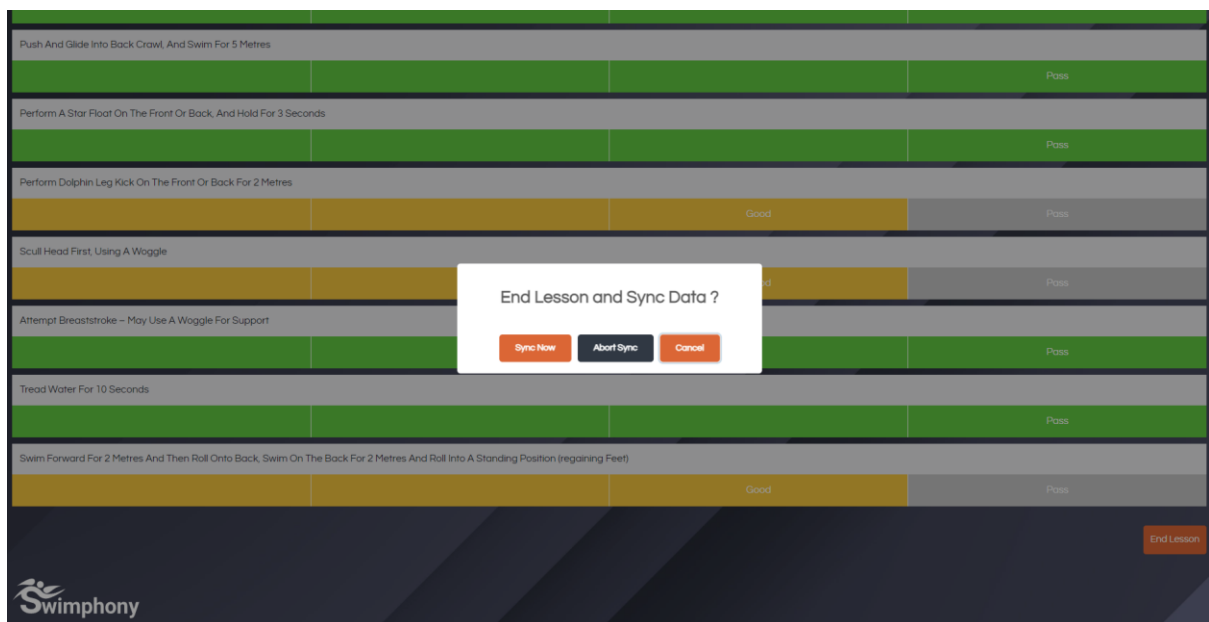 Push And Glide Into Back Crawl, And Swim For 5 Metres
Pass
Perform A Star Float On The Front Or Back, And Hold For 3 Seconds
Pass
Perform Dolphin Leg Kick On The Front Or Back For 2 Metres
Good Pass
Scull Head First, Using A Woggle
Pass
End Lesson and Sync Data ?
Attempt Breaststroke – May Use A Woggle For Support
Sync Now Abort Sync Cancel
Pass
Tread Water For 10 Seconds
Pass
Swim Forward For 2 Metres And Then Roll Onto Back, Swim On The Back For 2 Metres And Roll Into A Standing Position (regaining Feet)
Good Pass
End Lesson
Swimphony